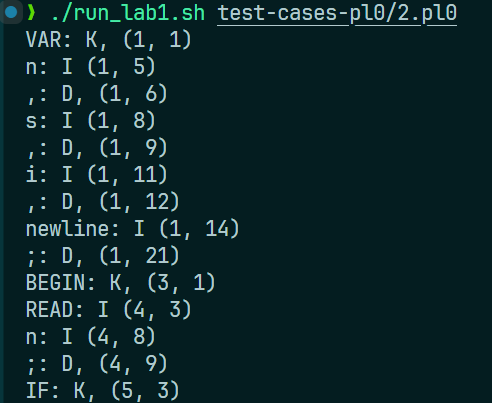 ❯ ./run_lab1.sh test-cases-pl0/2.pl0
VAR: K, (1, 1)
n: I (1, 5)
,: D, (1, 6)
s: I (1, 8)
,: D, (1, 9)
i: I (1, 11)
,: D, (1, 12)
newline: I (1, 14)
;: D, (1, 21)
BEGIN: K, (3, 1)
READ: I (4, 3)
n: I (4, 8)
;: D, (4, 9)
IF: K, (5, 3)